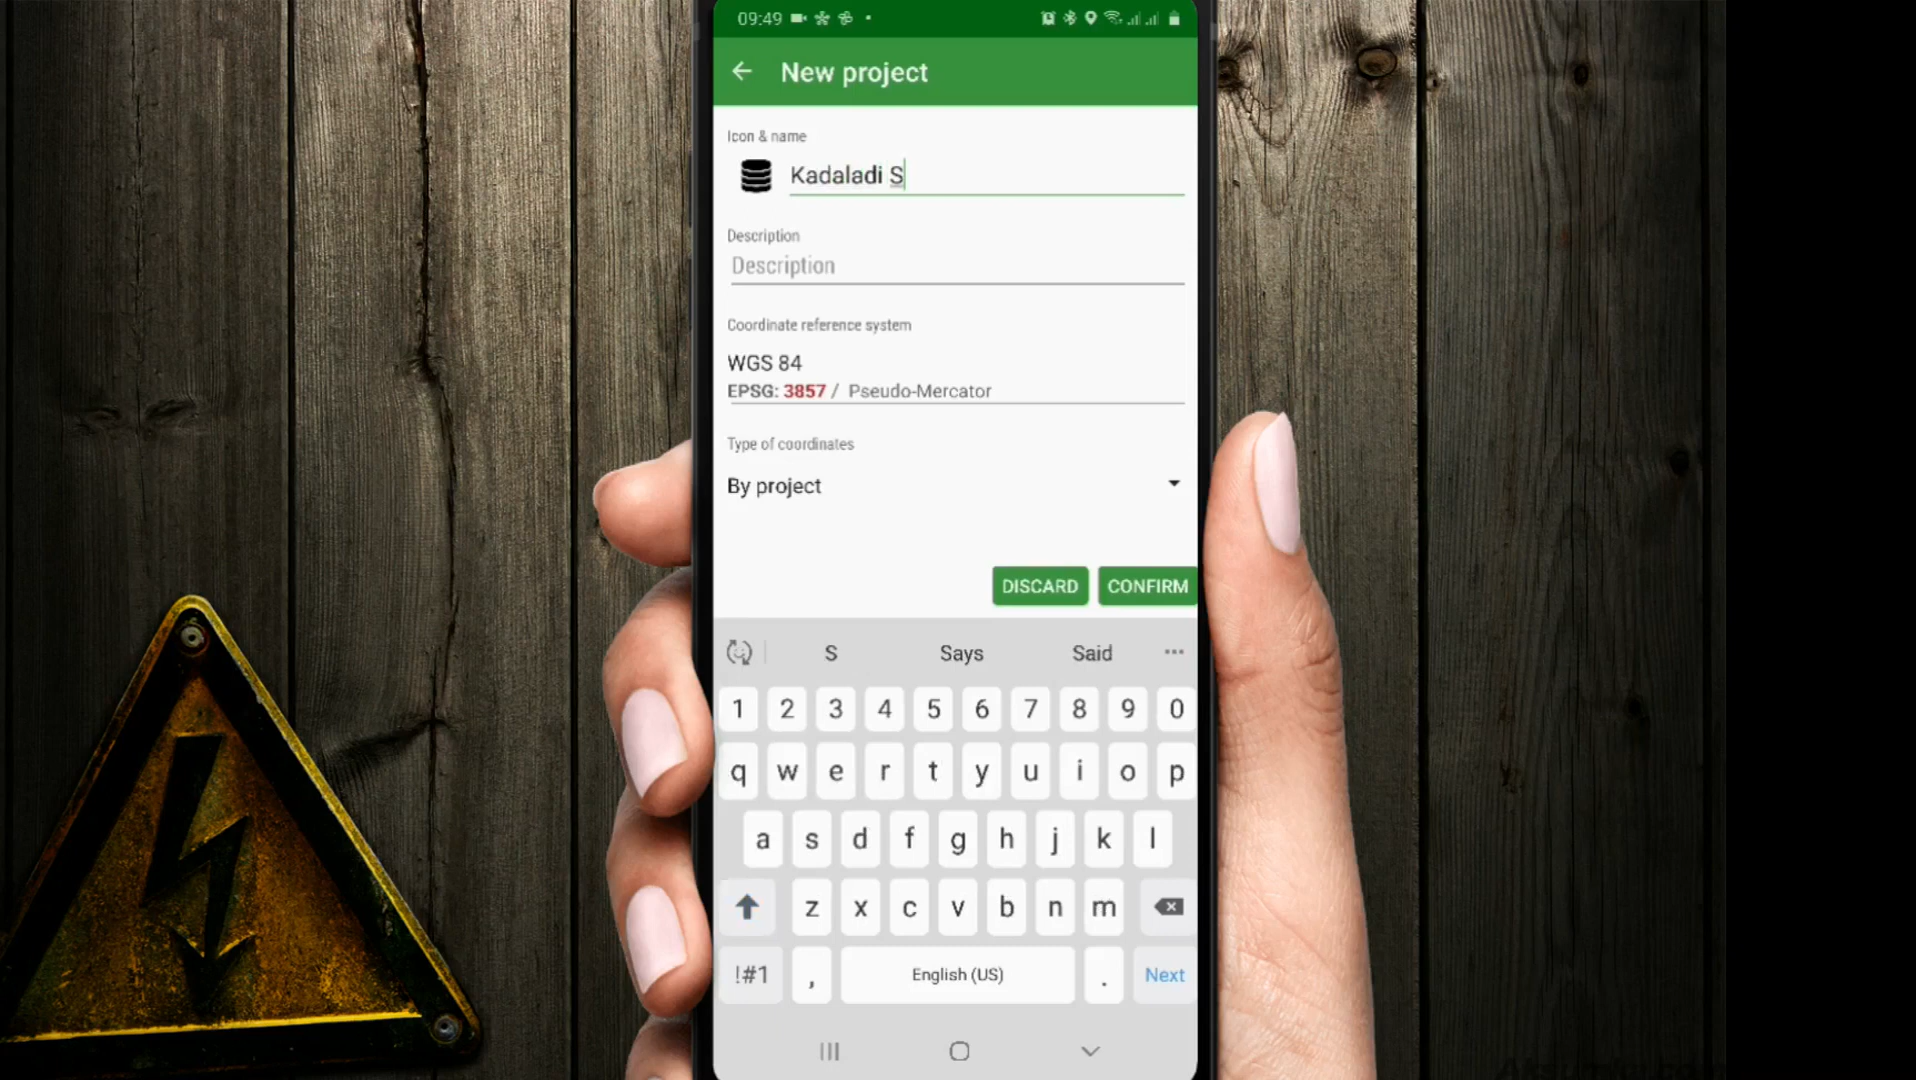 09:49
New project
Icon & name
Kadaladi S
Description
Description
Coordinate reference system
WGS 84
EPSG: 3857 / Pseudo-Mercator
Type of coordinates
By project
DISCARD CONFIRM
S Says Said
1 2 3 4 5 6 7 8 9 0
q w e r t y u i o p
a s d f g h j k l
z x c v b n m
!#1 , English (US) . Next